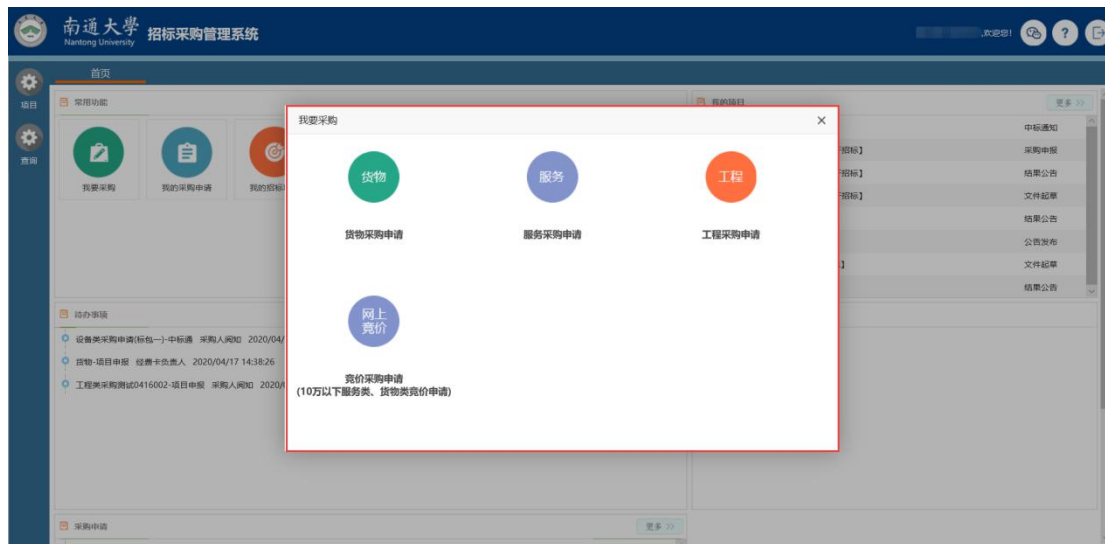 南通大學
Nantong University
招标采购管理系统
,欢迎您!
?
首页
项目
查询
常用功能
我要采购
我的采购申请
我的招标
我的项目
更多 >>
中标通知
招标】
采购申报
招标】
结果公告
招标】
文件起草
结果公告
公告发布
】
文件起草
结果公告
我要采购
×
货物
货物采购申请
服务
服务采购申请
工程
工程采购申请
网上
竞价
竞价采购申请
(10万以下服务类、货物类竞价申请)
待办事项
设备类采购申请(标包一)-中标通 采购人阅知 2020/04/
货物-项目申报 经费卡负责人 2020/04/17 14:38:26
工程类采购测试0416002-项目申报 采购人阅知 2020/
采购申请
更多 >>